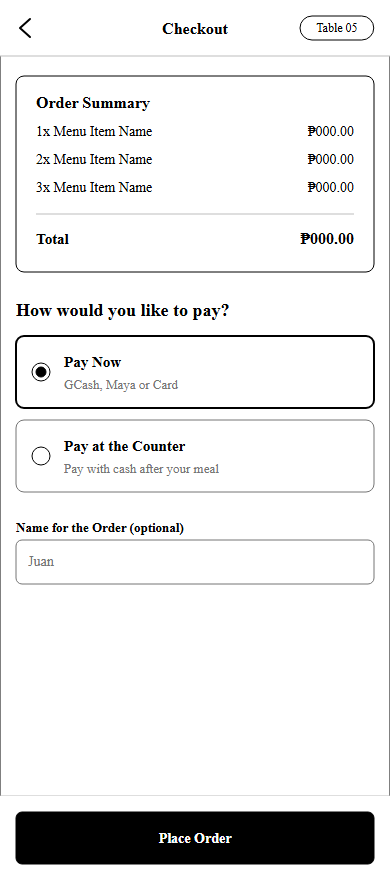 Checkout
Table 05
Order Summary
1x Menu Item Name ₱000.00
2x Menu Item Name ₱000.00
3x Menu Item Name ₱000.00
Total ₱000.00
How would you like to pay?
Pay Now
GCash, Maya or Card
Pay at the Counter
Pay with cash after your meal
Name for the Order (optional)
Juan
Place Order